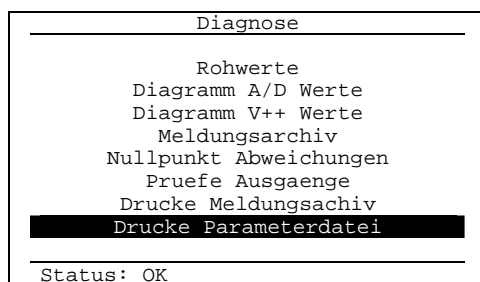 Diagnose
Rohwerte
Diagramm A/D Werte
Diagramm V++ Werte
Meldungsarchiv
Nullpunkt Abweichungen
Pruefe Ausgaenge
Drucke Meldungsachiv
Drucke Parameterdatei
Status: OK